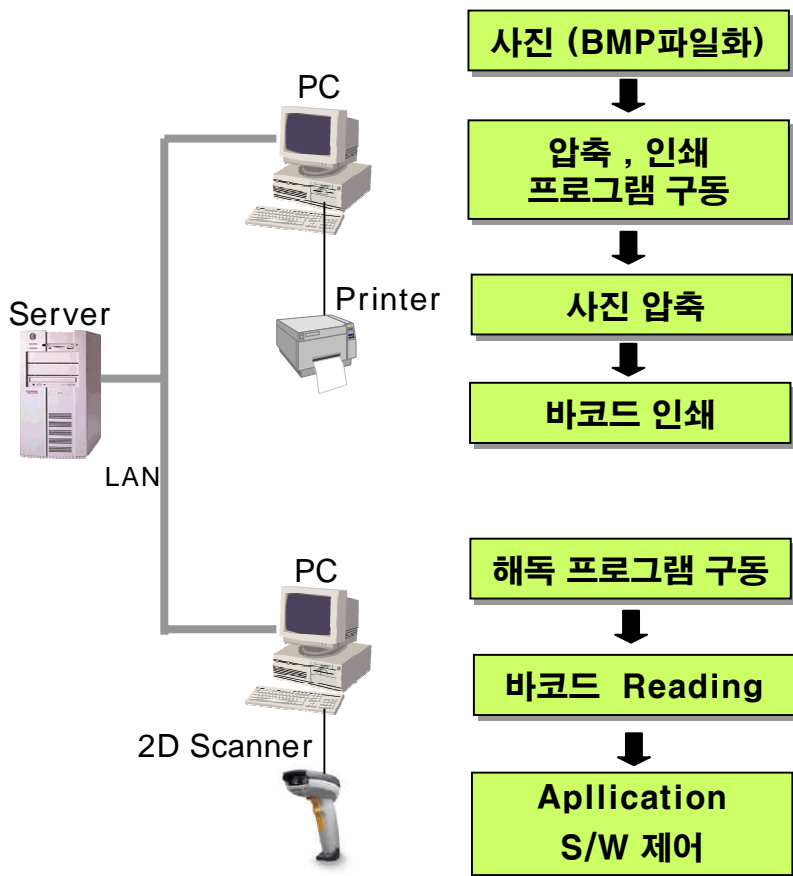 사진 (BMP파일화)
PC
압축 , 인쇄
프로그램 구동
Printer
Server
사진 압축
바코드 인쇄
LAN
PC
해독 프로그램 구동
바코드 Reading
2D Scanner
Apllication
S/W 제어